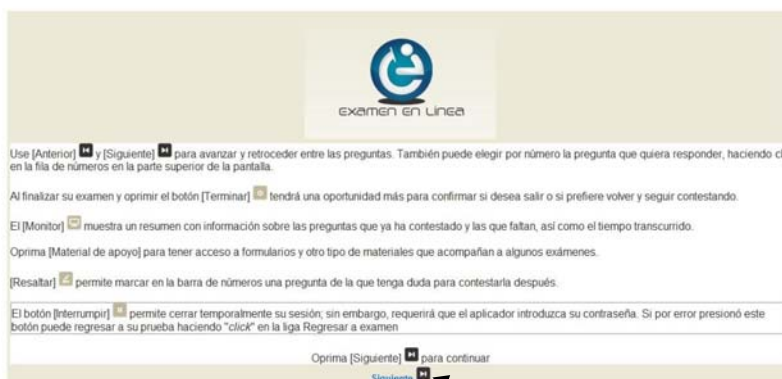 examen en Línea
Use [Anterior] y [Siguiente] para avanzar y retroceder entre las preguntas. También puede elegir por número la pregunta que quiera responder, haciendo
en la fila de números en la parte superior de la pantalla.
Al finalizar su examen y oprimir el botón [Terminar] tendrá una oportunidad más para confirmar si desea salir o si prefiere volver y seguir contestando.
El [Monitor] muestra un resumen con información sobre las preguntas que ya ha contestado y las que faltan, así como el tiempo transcurrido.
Oprima [Material de apoyo] para tener acceso a formularios y otro tipo de materiales que acompañan a algunos exámenes.
[Resaltar] permite marcar en la barra de números una pregunta de la que tenga duda para contestarla después.
El botón [Interrumpir] permite cerrar temporalmente su sesión; sin embargo, requerirá que el aplicador introduzca su contraseña. Si por error presionó este
botón puede regresar a su prueba haciendo "click" en la liga Regresar a examen
Oprima [Siguiente] para continuar
Siguiente